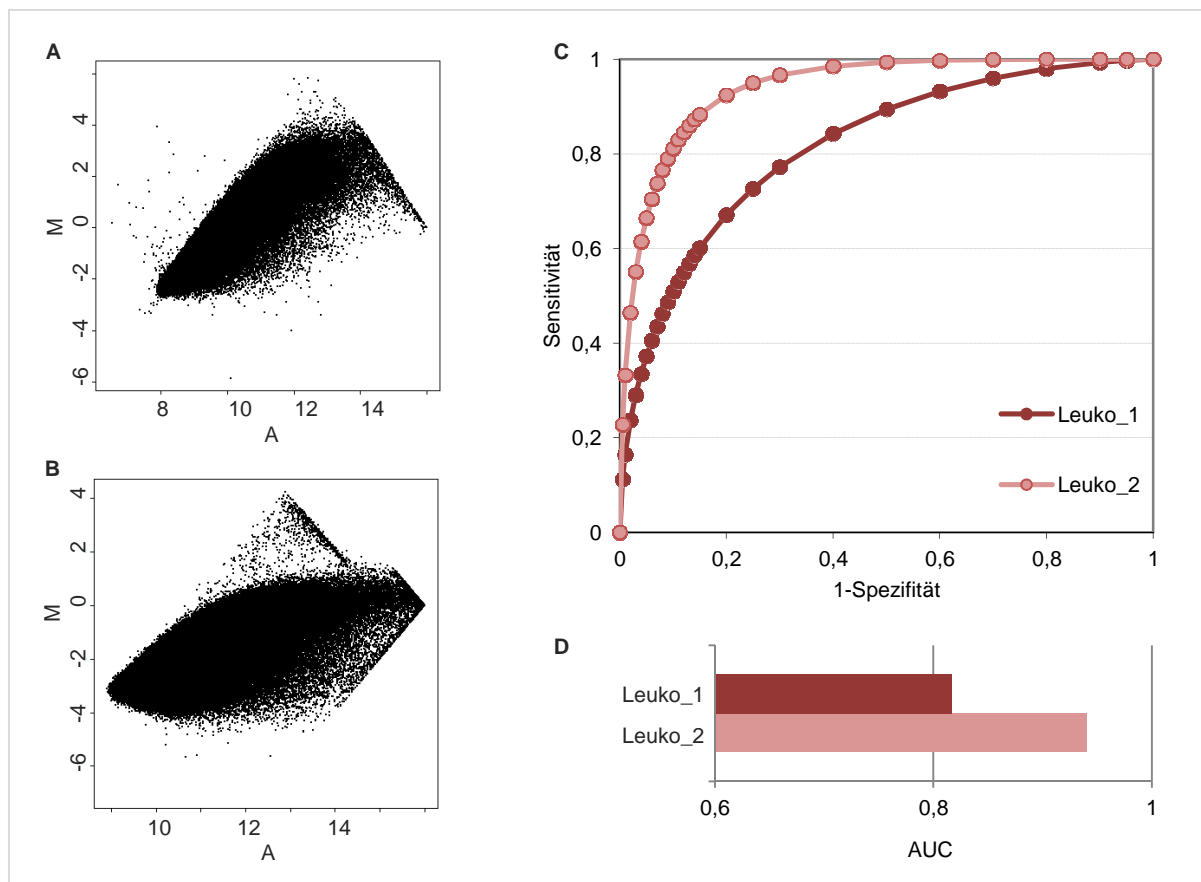 A
M
4
2
0
-2
-4
-6
8
10
12
14
A
B
M
4
2
0
-2
-4
-6
10
12
14
A
C
Sensitivität
1
0,8
0,6
0,4
0,2
0
0
0,2
0,4
0,6
0,8
1
1-Spezifität
Leuko_1
Leuko_2
D
Leuko_1
Leuko_2
0,6
0,8
1
AUC